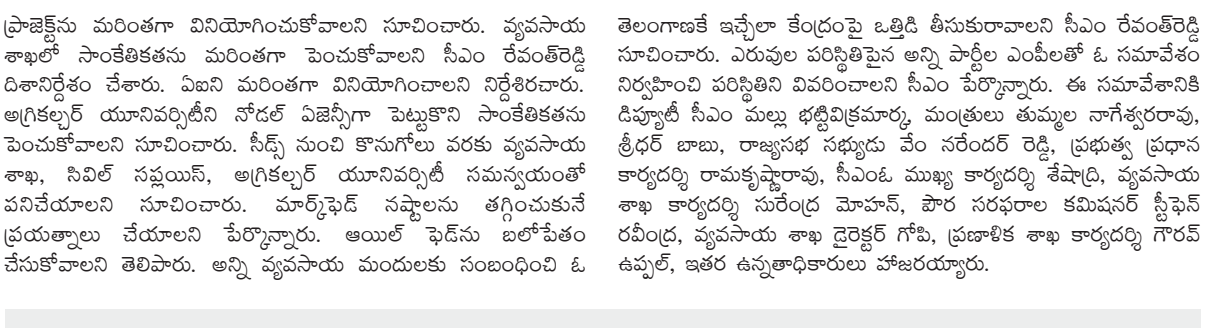 ప్రాజెక్ట్‌ను మరింతగా వినియోగించుకోవాలని సూచించారు. వ్యవసాయ
శాఖలో సాంకేతికతను మరింతగా పెంచుకోవాలని సీఎం రేవంత్‌రెడ్డి
దిశానిర్దేశం చేశారు. ఏఐని మరింతగా వినియోగించాలని నిర్దేశిరచారు.
అగ్రికల్చర్ యూనివర్సిటీని నోడల్ ఏజెన్సీగా పెట్టుకొని సాంకేతికతను
పెంచుకోవాలని సూచించారు. సీడ్స్ నుంచి కొనుగోలు వరకు వ్యవసాయ
శాఖ, సివిల్ సప్లయిస్, అగ్రికల్చర్ యూనివర్సిటీ సమన్వయంతో
పనిచేయాలని సూచించారు. మార్క్‌ఫెడ్ నష్టాలను తగ్గించుకునే
ప్రయత్నాలు చేయాలని పేర్కొన్నారు. ఆయిల్ ఫెడ్‌ను బలోపేతం
చేసుకోవాలని తెలిపారు. అన్ని వ్యవసాయ మందులకు సంబంధించి ఓ
తెలంగాణకే ఇచ్చేలా కేంద్రంపై ఒత్తిడి తీసుకురావాలని సీఎం రేవంత్‌రెడ్డి
సూచించారు. ఎరువుల పరిస్థితిపైన అన్ని పార్టీల ఎంపీలతో ఓ సమావేశం
నిర్వహించి పరిస్థితిని వివరించాలని సీఎం పేర్కొన్నారు. ఈ సమావేశానికి
డిప్యూటీ సీఎం మల్లు భట్టివిక్రమార్క, మంత్రులు తుమ్మల నాగేశ్వరరావు,
శ్రీధర్ బాబు, రాజ్యసభ సభ్యుడు వేం నరేందర్ రెడ్డి, ప్రభుత్వ ప్రధాన
కార్యదర్శి రామకృష్ణారావు, సీఎంఓ ముఖ్య కార్యదర్శి శేషాద్రి, వ్యవసాయ
శాఖ కార్యదర్శి సురేంద్ర మోహన్, పౌర సరఫరాల కమిషనర్ స్టీఫెన్
రవీంద్ర, వ్యవసాయ శాఖ డైరెక్టర్ గోపి, ప్రణాళిక శాఖ కార్యదర్శి గౌరవ్
ఉప్పల్, ఇతర ఉన్నతాధికారులు హాజరయ్యారు.